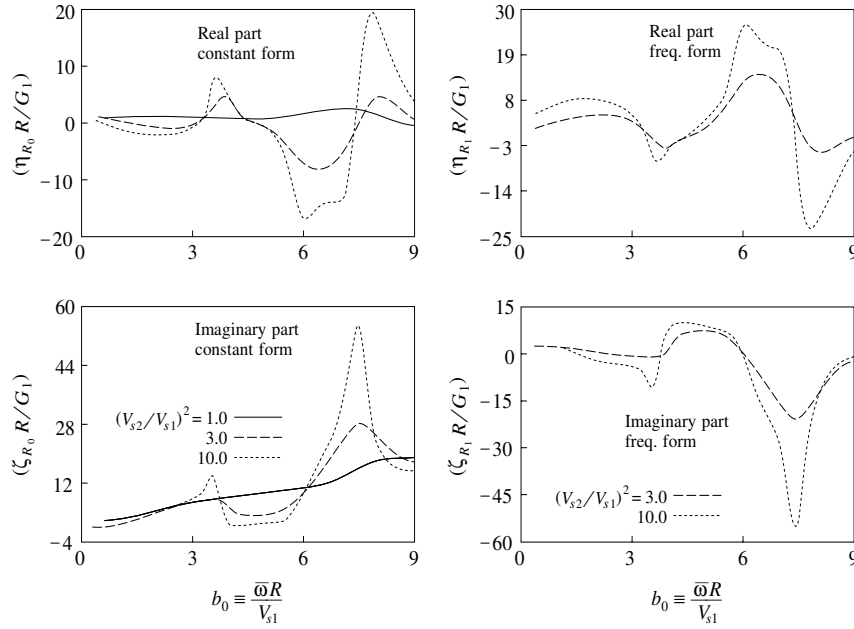 30
20
Real part
constant form
Real part
freq. form
19
10
8
0
−3
−10
−14
−20
−25
0
3
6
9
0
3
6
9
(η_{R_0} R/G_1)
(η_{R_1} R/G_1)
60
44
28
12
−4
15
0
−15
−30
−45
−60
Imaginary part
constant form
(V_{s2}/V_{s1})^2 = 1.0
3.0
10.0
Imaginary part
freq. form
(V_{s2}/V_{s1})^2 = 3.0
10.0
(ζ_{R_0} R/G_1)
(ζ_{R_1} R/G_1)
0
3
6
9
0
3
6
9
b_0 ≡ ω̅R/V_{s1}
b_0 ≡ ω̅R/V_{s1}